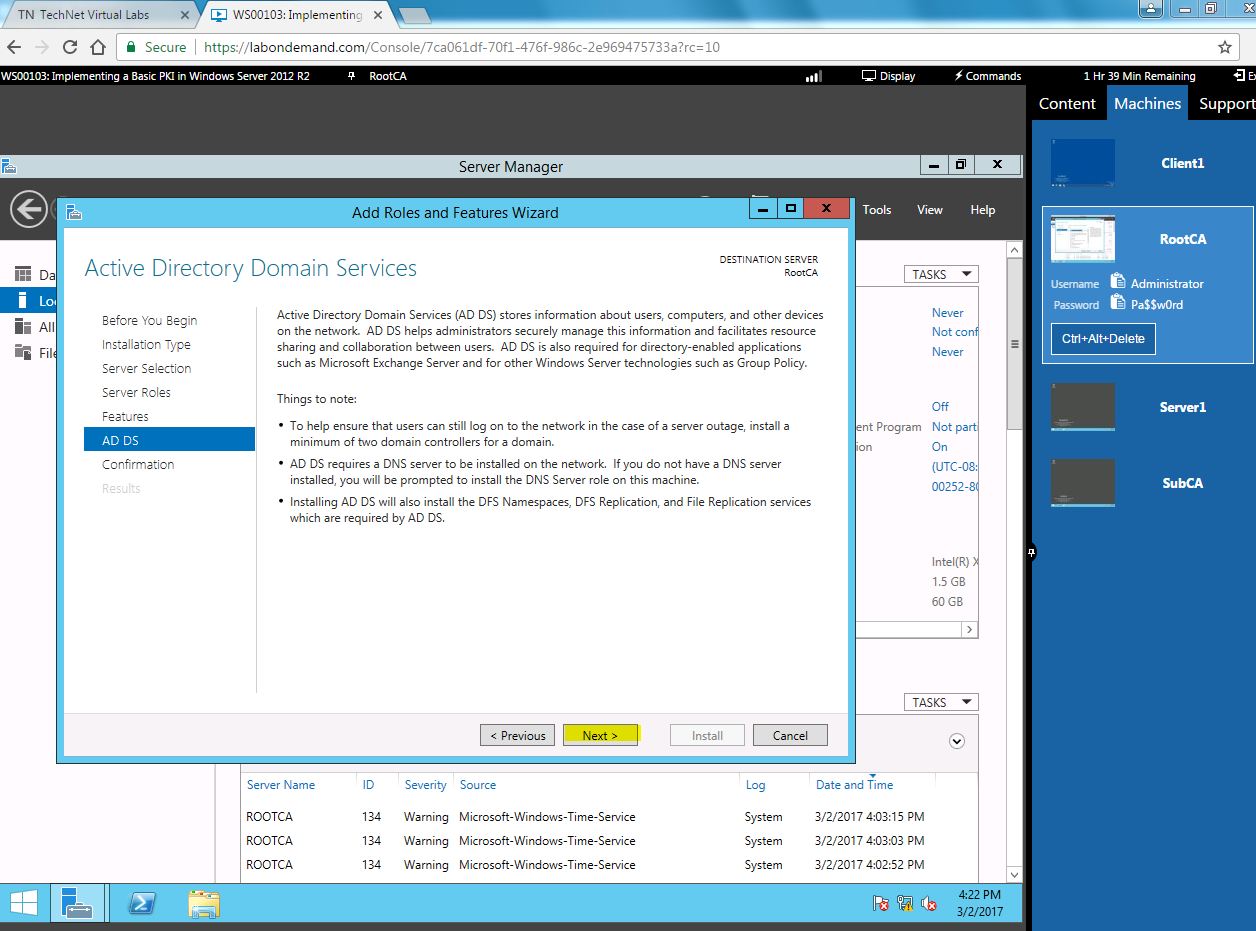 TN TechNet Virtual Labs
WS00103: Implementing
Secure https://labondemand.com/Console/7ca061df-70f1-476f-986c-2e969475733a?rc=10
WS00103: Implementing a Basic PKI in Windows Server 2012 R2 RootCA Display Commands 1 Hr 39 Min Remaining Ex
Content Machines Support
Server Manager
Tools View Help
Add Roles and Features Wizard
Active Directory Domain Services
DESTINATION SERVER
RootCA
Before You Begin
Installation Type
Server Selection
Server Roles
Features
AD DS
Confirmation
Results
Active Directory Domain Services (AD DS) stores information about users, computers, and other devices
on the network. AD DS helps administrators securely manage this information and facilitates resource
sharing and collaboration between users. AD DS is also required for directory-enabled applications
such as Microsoft Exchange Server and for other Windows Server technologies such as Group Policy.
Things to note:
• To help ensure that users can still log on to the network in the case of a server outage, install a
minimum of two domain controllers for a domain.
• AD DS requires a DNS server to be installed on the network. If you do not have a DNS server
installed, you will be prompted to install the DNS Server role on this machine.
• Installing AD DS will also install the DFS Namespaces, DFS Replication, and File Replication services
which are required by AD DS.
< Previous Next > Install Cancel
Da
Loc
All
File
TASKS
Never
Not conf
Never
Off
ent Program Not parti
ion On
(UTC-08:
00252-80
Intel(R) X
1.5 GB
60 GB
TASKS
Server Name ID Severity Source Log Date and Time
ROOTCA 134 Warning Microsoft-Windows-Time-Service System 3/2/2017 4:03:15 PM
ROOTCA 134 Warning Microsoft-Windows-Time-Service System 3/2/2017 4:03:03 PM
ROOTCA 134 Warning Microsoft-Windows-Time-Service System 3/2/2017 4:02:52 PM
4:22 PM
3/2/2017
Client1
RootCA
Username Administrator
Password Pa$$w0rd
Ctrl+Alt+Delete
Server1
SubCA